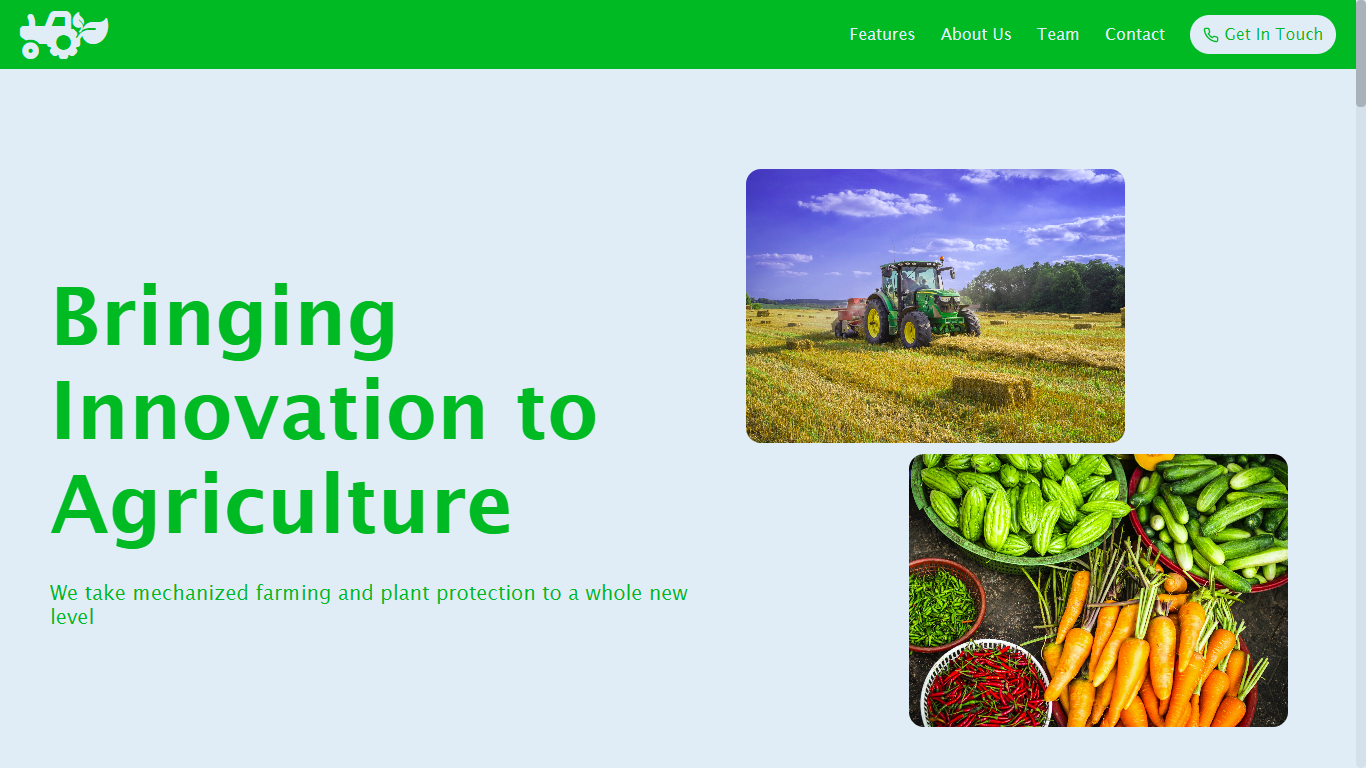 Features
About Us
Team
Contact
Get In Touch
Bringing
Innovation to
Agriculture
We take mechanized farming and plant protection to a whole new
level